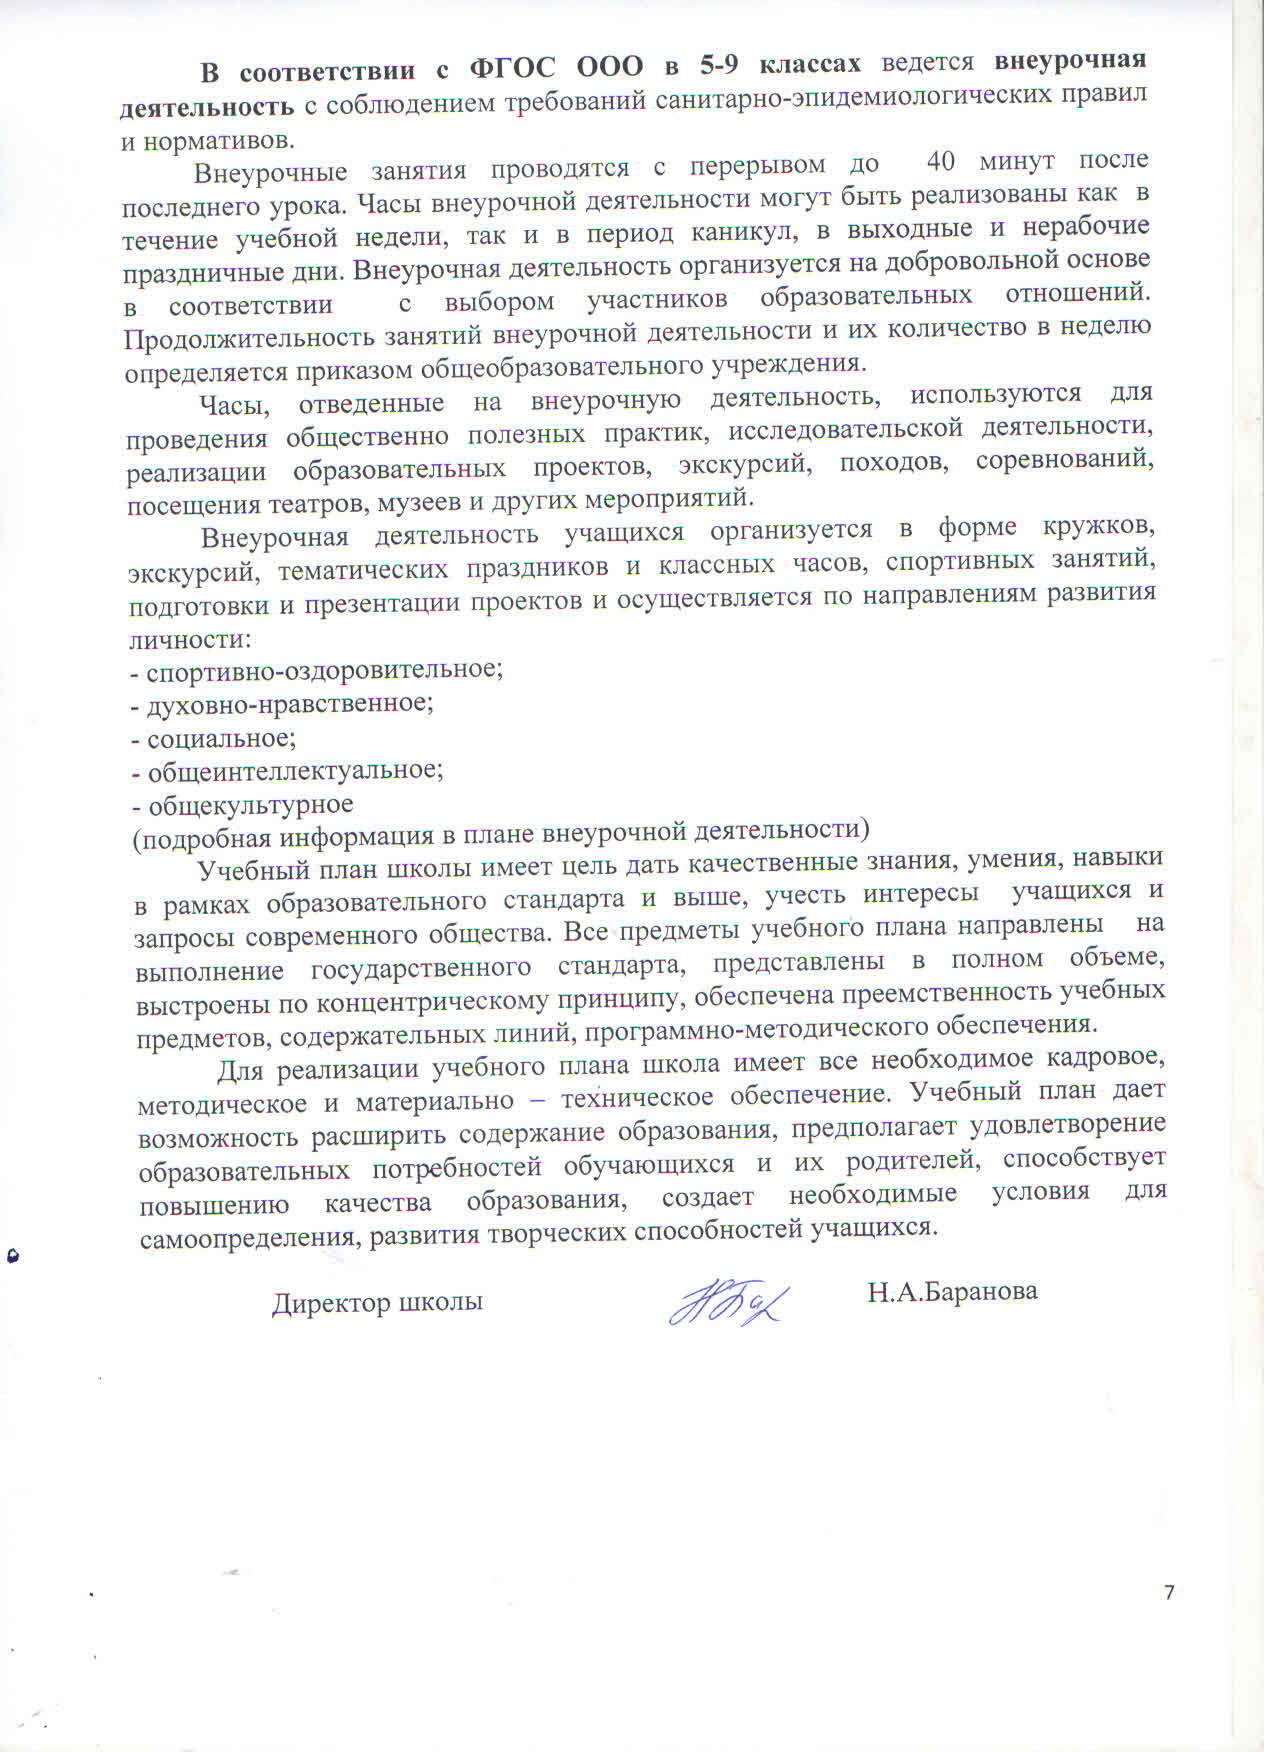 В соответствии с ФГОС ООО в 5-9 классах ведется внеурочная
деятельность с соблюдением требований санитарно-эпидемиологических правил
и нормативов.
Внеурочные занятия проводятся с перерывом до 40 минут после
последнего урока. Часы внеурочной деятельности могут быть реализованы как в
течение учебной недели, так и в период каникул, в выходные и нерабочие
праздничные дни. Внеурочная деятельность организуется на добровольной основе
в соответствии с выбором участников образовательных отношений.
Продолжительность занятий внеурочной деятельности и их количество в неделю
определяется приказом общеобразовательного учреждения.
Часы, отведенные на внеурочную деятельность, используются для
проведения общественно полезных практик, исследовательской деятельности,
реализации образовательных проектов, экскурсий, походов, соревнований,
посещения театров, музеев и других мероприятий.
Внеурочная деятельность учащихся организуется в форме кружков,
экскурсий, тематических праздников и классных часов, спортивных занятий,
подготовки и презентации проектов и осуществляется по направлениям развития
личности:
- спортивно-оздоровительное;
- духовно-нравственное;
- социальное;
- общеинтеллектуальное;
- общекультурное
(подробная информация в плане внеурочной деятельности)
Учебный план школы имеет цель дать качественные знания, умения, навыки
в рамках образовательного стандарта и выше, учесть интересы учащихся и
запросы современного общества. Все предметы учебного плана направлены на
выполнение государственного стандарта, представлены в полном объеме,
выстроены по концентрическому принципу, обеспечена преемственность учебных
предметов, содержательных линий, программно-методического обеспечения.
Для реализации учебного плана школа имеет все необходимое кадровое,
методическое и материально – техническое обеспечение. Учебный план дает
возможность расширить содержание образования, предполагает удовлетворение
образовательных потребностей обучающихся и их родителей, способствует
повышению качества образования, создает необходимые условия для
самоопределения, развития творческих способностей учащихся.
Директор школы Н.А.Баранова
7